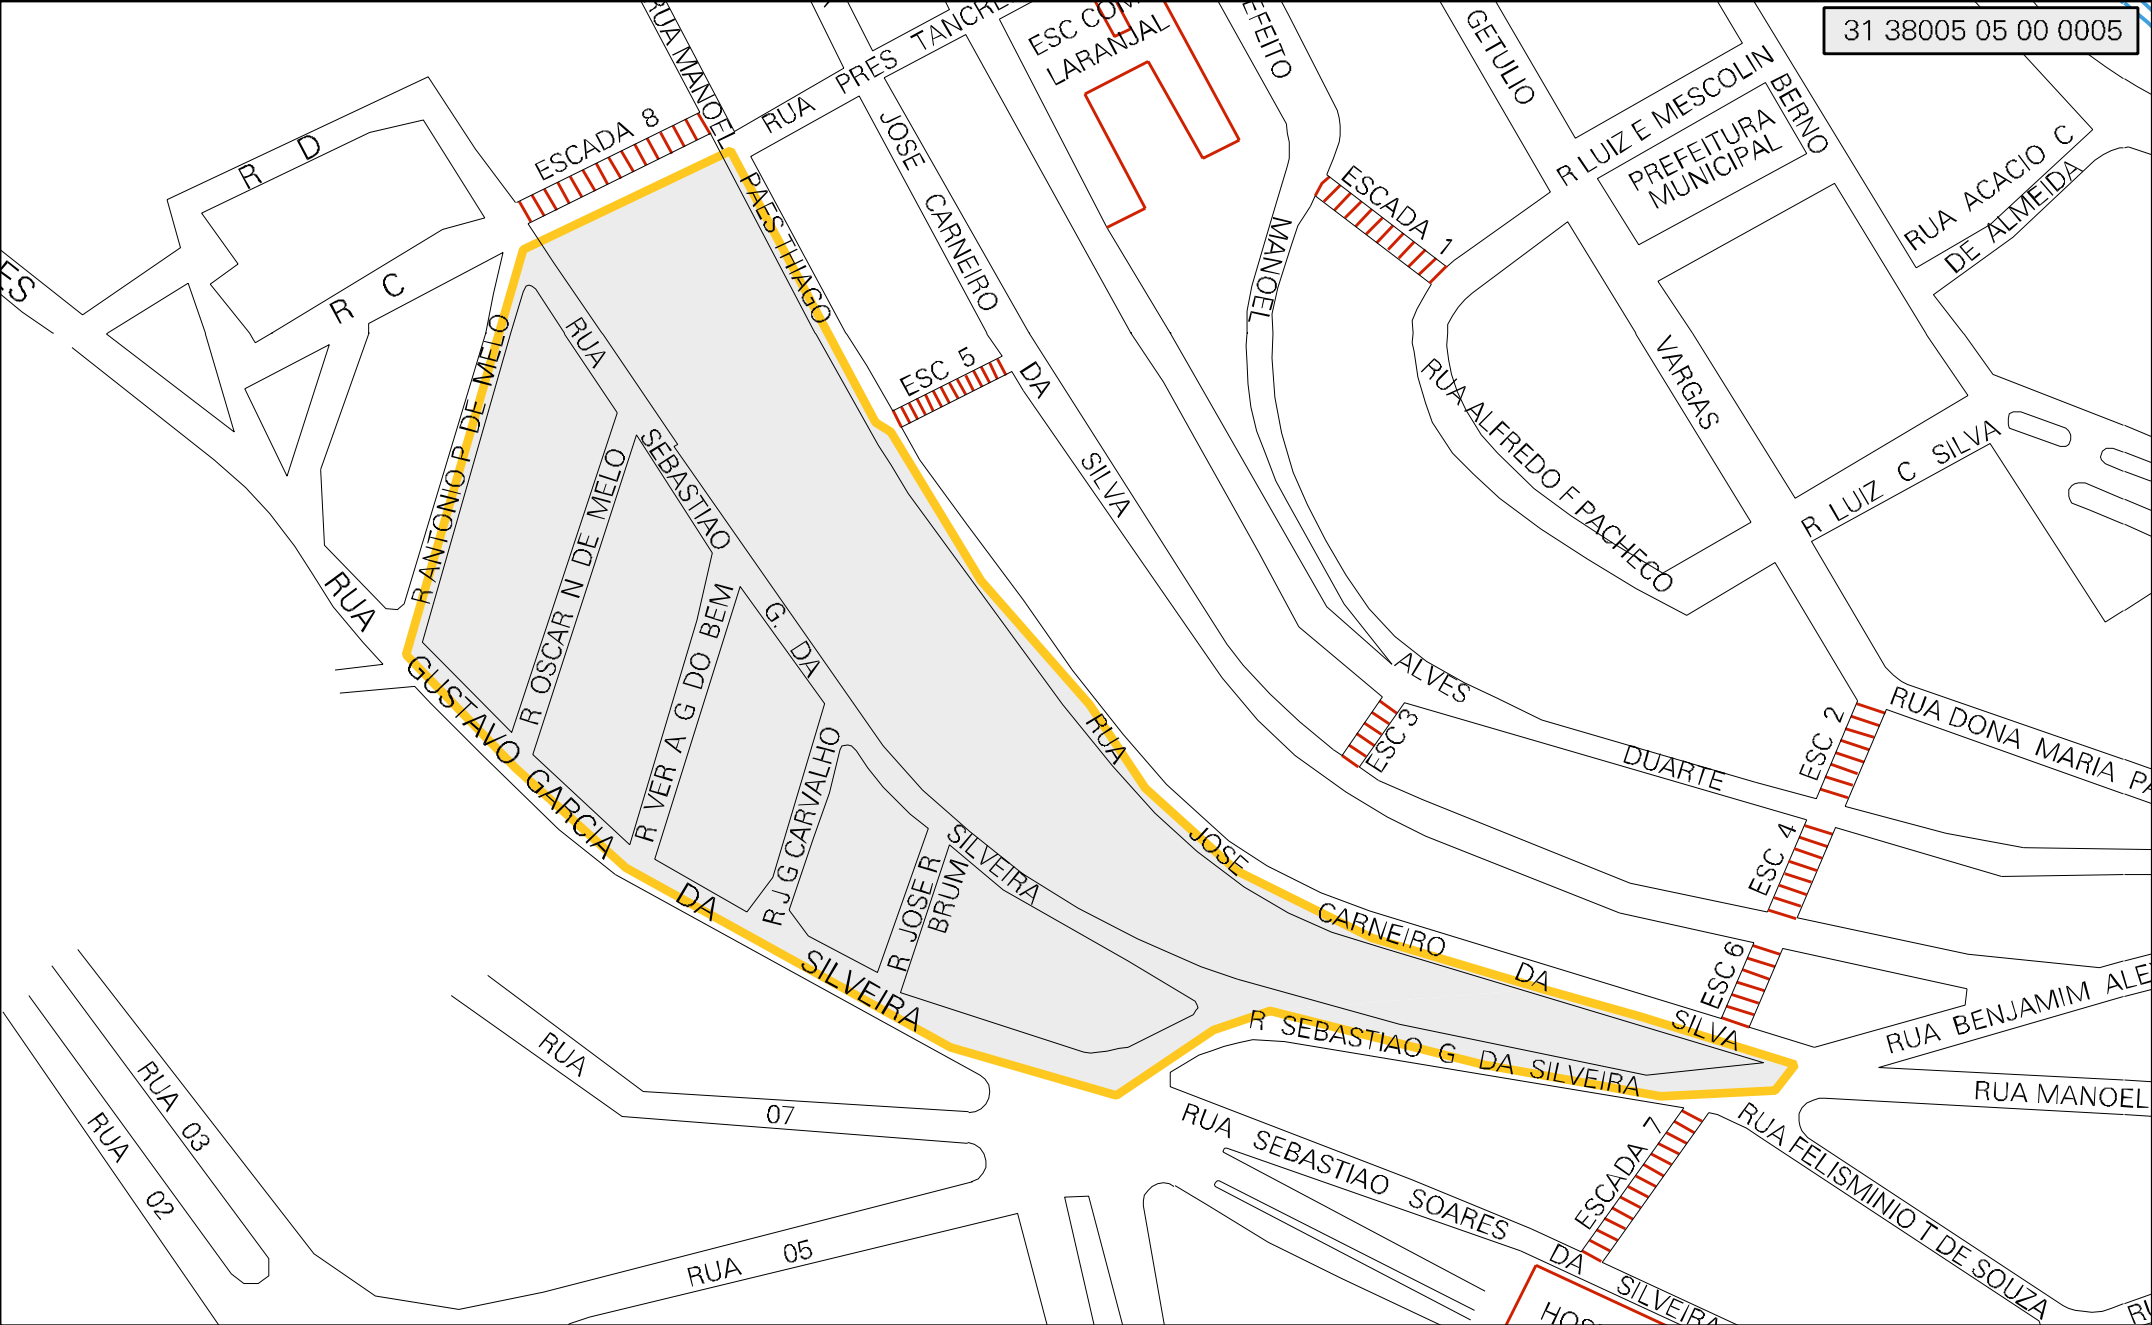 31 38005 05 00 0005
RUA MANOEL
PAES THIAGO
RUA PRES TANCRE
ESC COM
LARANJAL
EFEITO
MANOEL
ALVES
DUARTE
GETULIO
VARGAS
R LUIZ E MESCOLIN
PREFEITURA
MUNICIPAL
BERNO
RUA ACACIO C
DE ALMEIDA
R D
ESCADA 8
R C
ES
JOSE CARNEIRO
DA
SILVA
ESCADA 1
ESC 5
RUA ALFREDO F PACHECO
R LUIZ C SILVA
R ANTONIO P DE MELO
RUA
SEBASTIAO
G. DA
SILVEIRA
R OSCAR N DE MELO
R VER A G DO BEM
R J G CARVALHO
R JOSE R
BRUM
RUA
GUSTAVO GARCIA
DA
SILVEIRA
RUA
JOSE
CARNEIRO
DA
SILVA
ESC 3
ESC 2
ESC 4
ESC 6
RUA DONA MARIA PA
RUA BENJAMIM ALE
RUA MANOEL
R SEBASTIAO G DA SILVEIRA
RUA SEBASTIAO SOARES
DA
SILVEIRA
ESCADA 7
RUA FELISMINIO T DE SOUZA
RUA 03
RUA 02
RUA
07
RUA 05
HOS